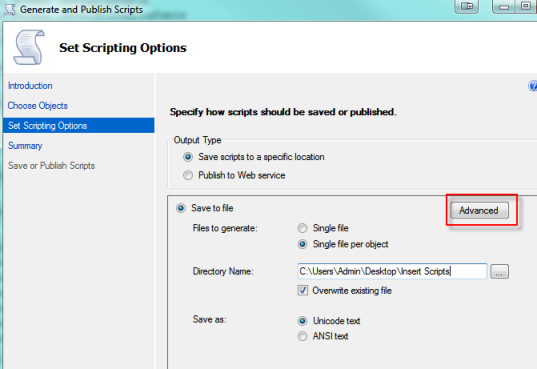 Generate and Publish Scripts
Set Scripting Options
Introduction
Choose Objects
Set Scripting Options
Summary
Save or Publish Scripts
Specify how scripts should be saved or published.
Output Type
Save scripts to a specific location
Publish to Web service
Save to file
Advanced
Files to generate:
Single file
Single file per object
Directory Name:
C:\Users\Admin\Desktop\Insert Scripts
...
Overwrite existing file
Save as:
Unicode text
ANSI text